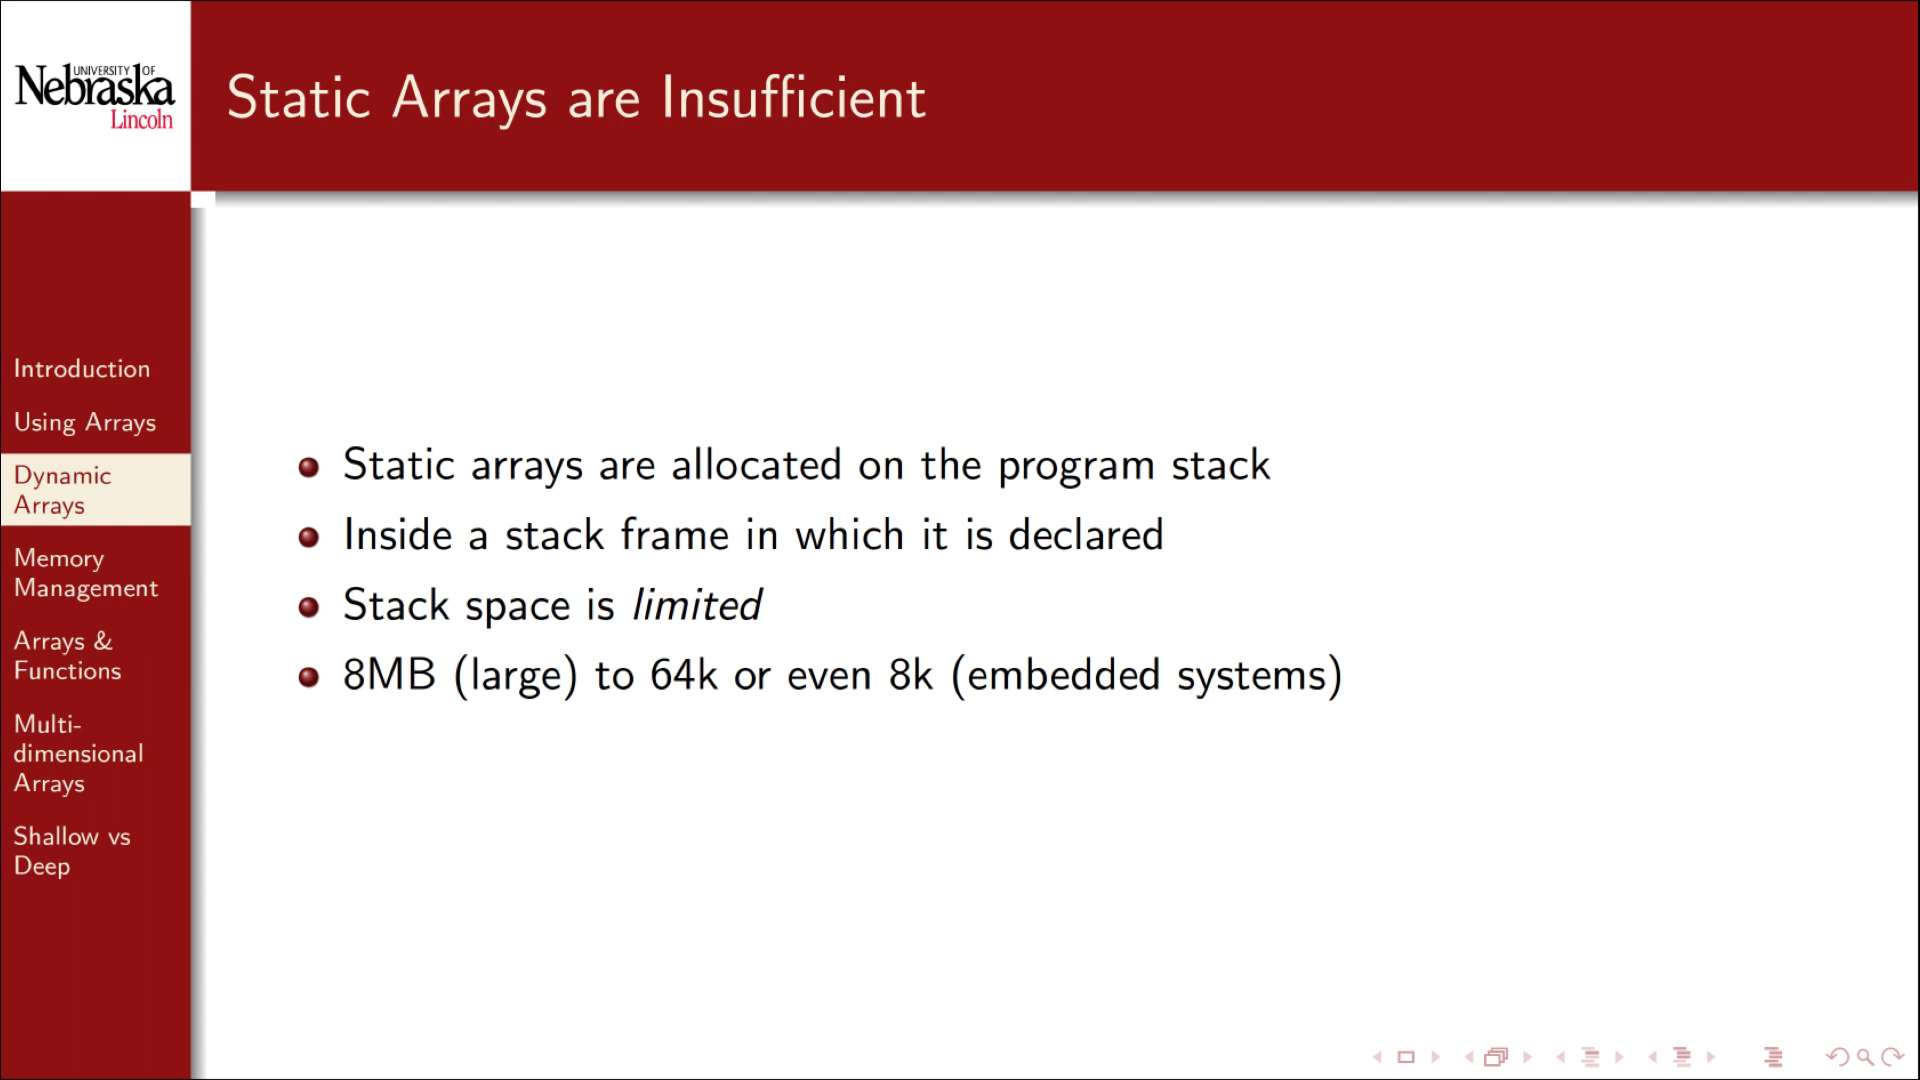 UNIVERSITY OF
Nebraska
Lincoln
Static Arrays are Insufficient
Introduction
Using Arrays
Dynamic
Arrays
Memory
Management
Arrays &
Functions
Multi-
dimensional
Arrays
Shallow vs
Deep
Static arrays are allocated on the program stack
Inside a stack frame in which it is declared
Stack space is limited
8MB (large) to 64k or even 8k (embedded systems)